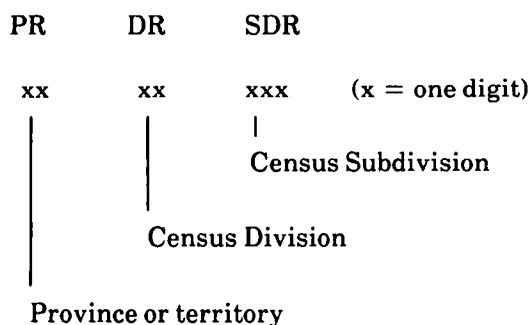 PR DR SDR
xx xx xxx (x = one digit)
Census Subdivision
Census Division
Province or territory